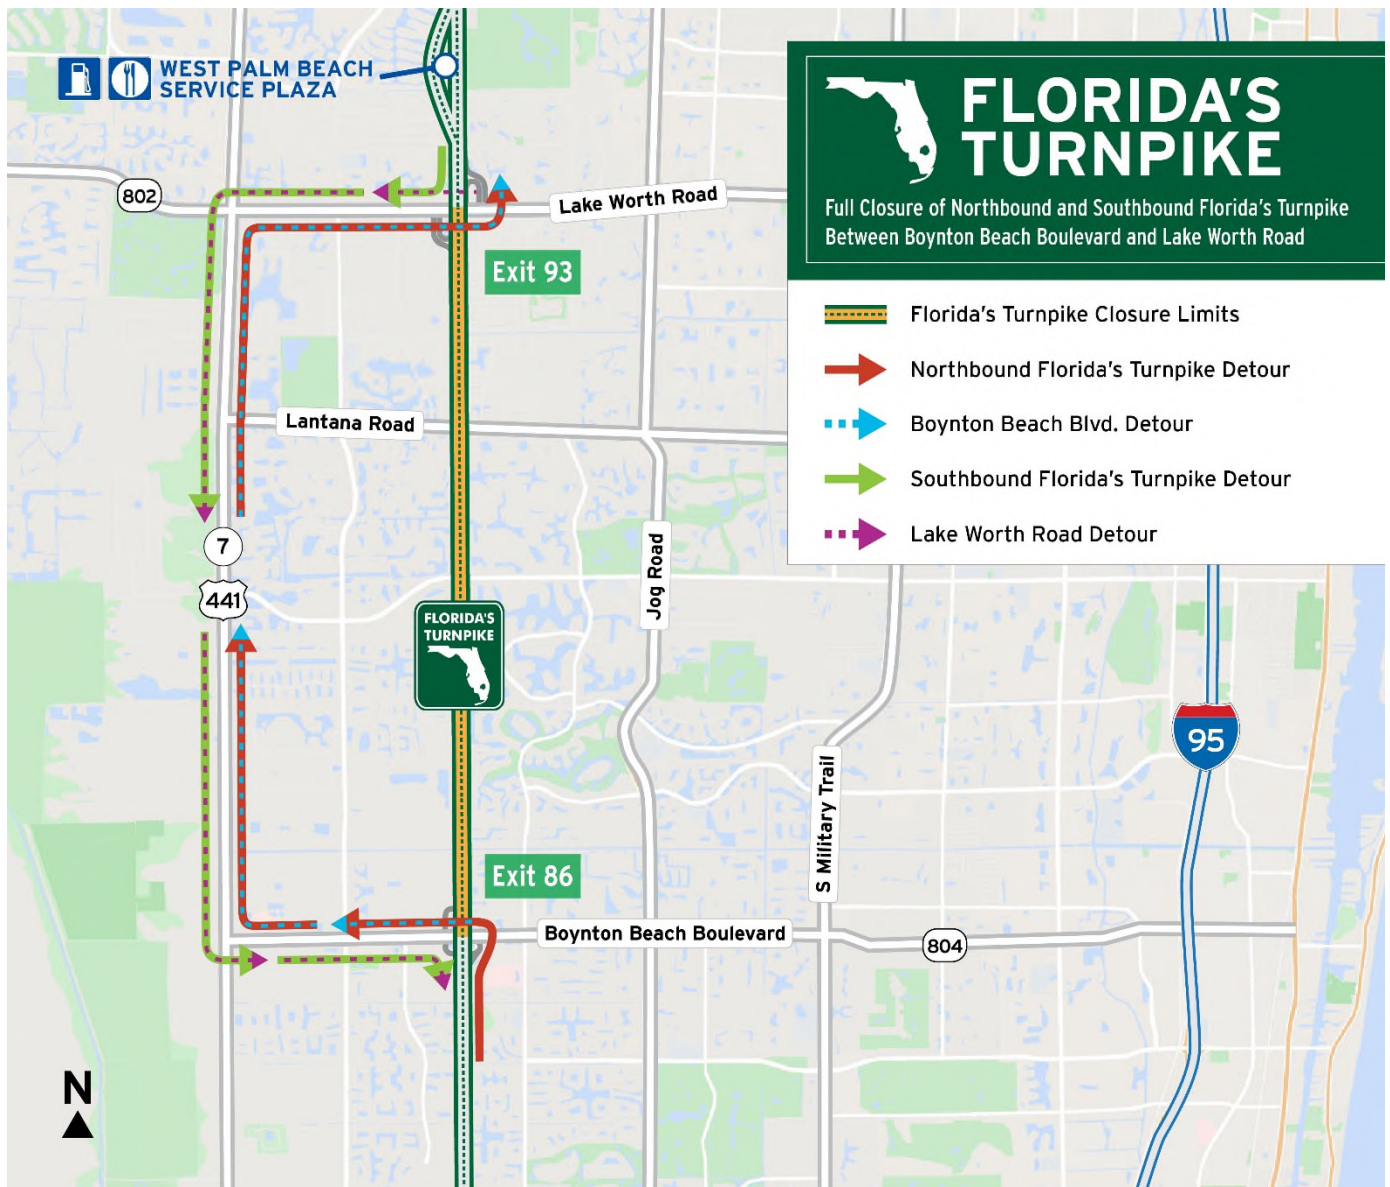 WEST PALM BEACH
SERVICE PLAZA
FLORIDA'S
TURNPIKE
Full Closure of Northbound and Southbound Florida's Turnpike
Between Boynton Beach Boulevard and Lake Worth Road
802
Lake Worth Road
Exit 93
Florida's Turnpike Closure Limits
Northbound Florida's Turnpike Detour
Boynton Beach Blvd. Detour
Southbound Florida's Turnpike Detour
Lake Worth Road Detour
Lantana Road
7
441
Jog Road
FLORIDA'S
TURNPIKE
95
S Military Trail
Exit 86
Boynton Beach Boulevard
804
N